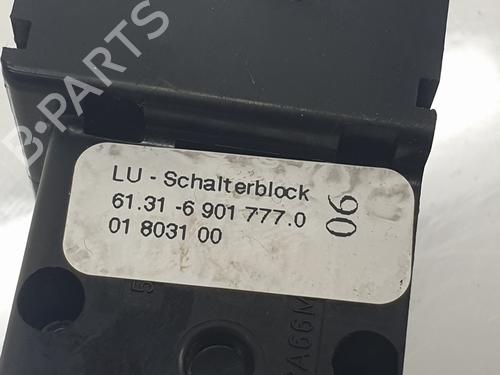 B-PARTS
LU - Schalterblock
61.31 -6 901 777.0
01 8031 00
06